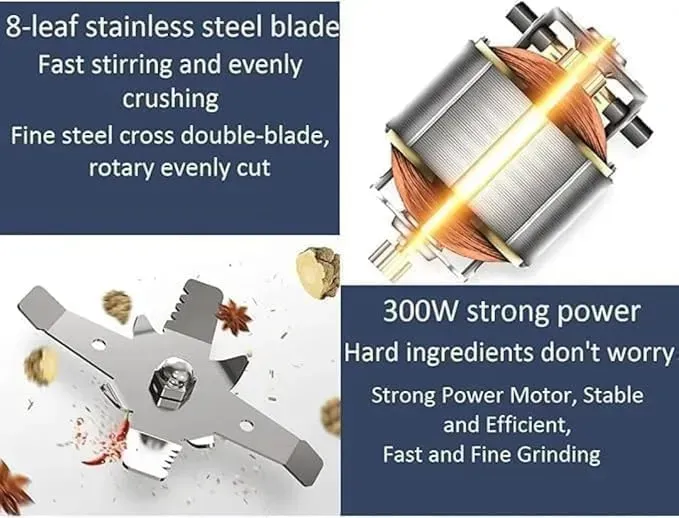 8-leaf stainless steel blade
Fast stirring and evenly
crushing
Fine steel cross double-blade,
rotary evenly cut
300W strong power
Hard ingredients don't worry
Strong Power Motor, Stable
and Efficient,
Fast and Fine Grinding